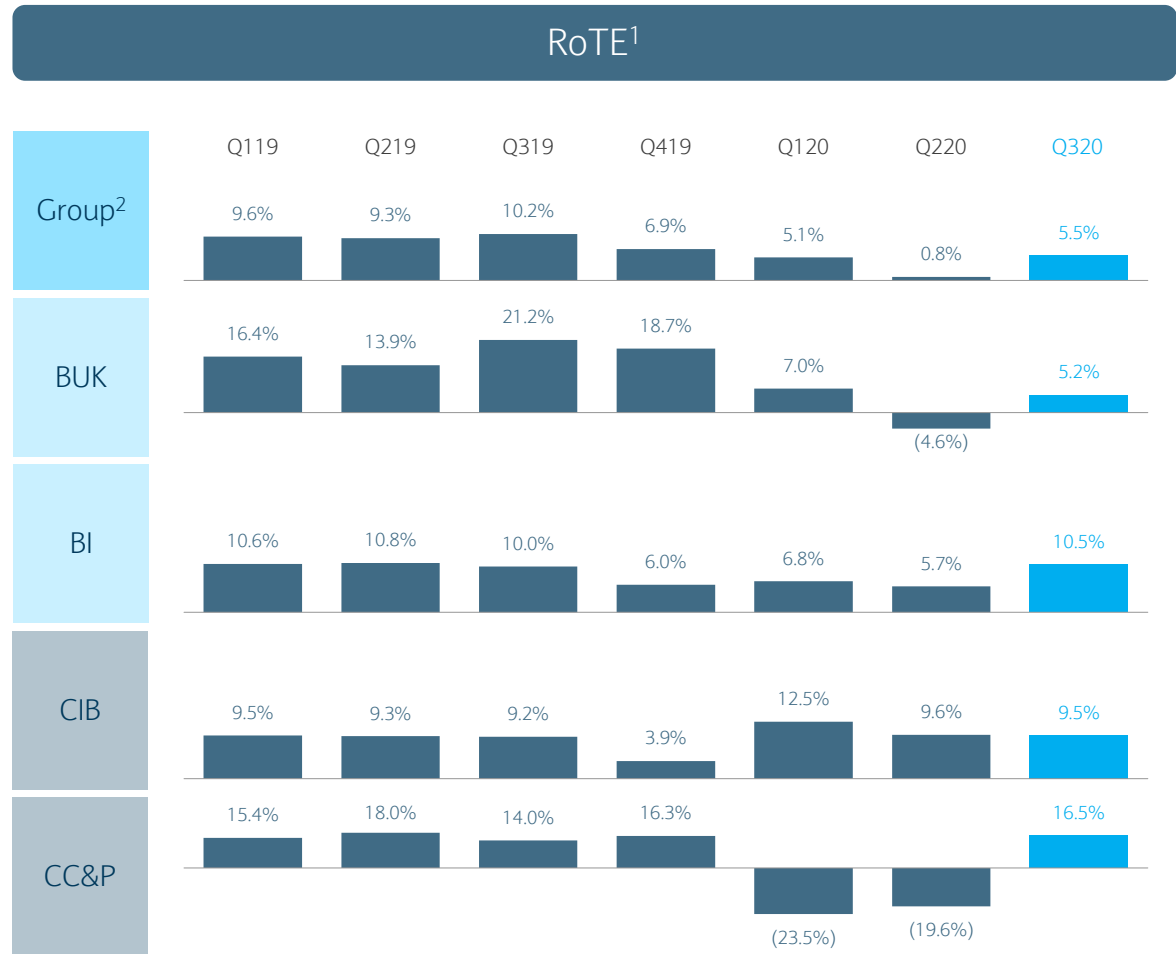 RoTE¹
Q119 Q219 Q319 Q419 Q120 Q220 Q320
Group²
9.6% 9.3% 10.2% 6.9% 5.1% 0.8% 5.5%
BUK
16.4% 13.9% 21.2% 18.7% 7.0% (4.6%) 5.2%
BI
10.6% 10.8% 10.0% 6.0% 6.8% 5.7% 10.5%
CIB
9.5% 9.3% 9.2% 3.9% 12.5% 9.6% 9.5%
CC&P
15.4% 18.0% 14.0% 16.3% (23.5%) (19.6%) 16.5%